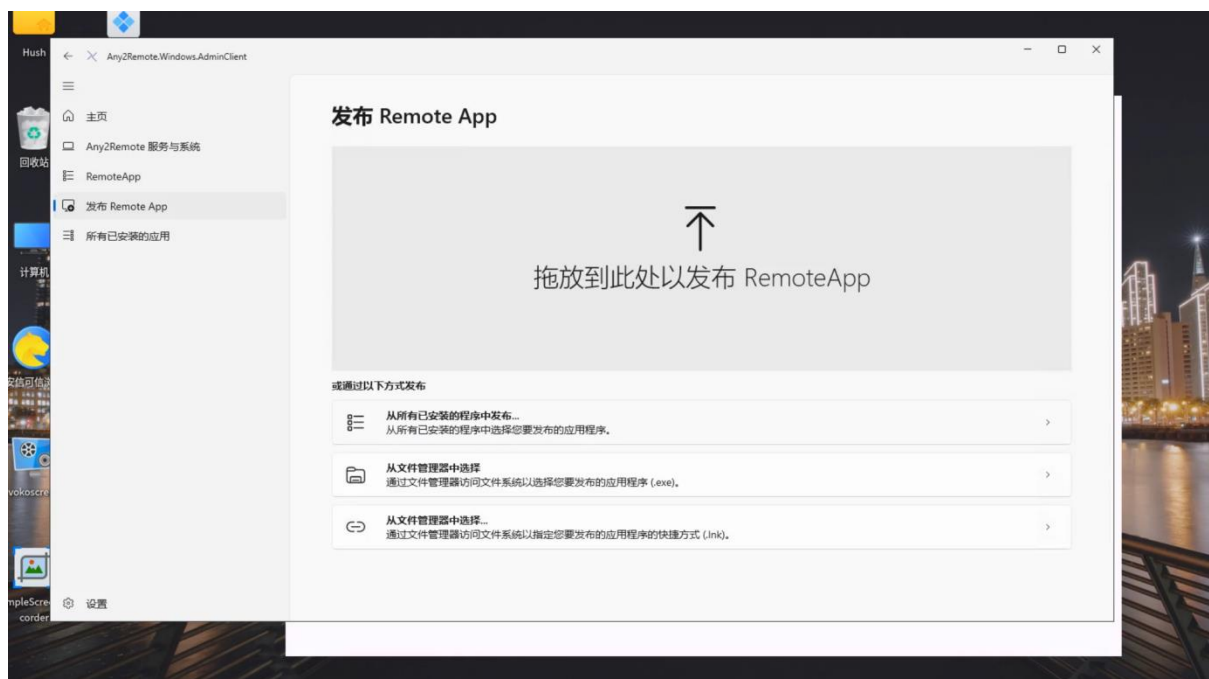 Hush
Any2Remote.Windows.AdminClient
主页
Any2Remote 服务与系统
回收站
RemoteApp
发布 Remote App
所有已安装的应用
计算机
发布 Remote App
拖放到此处以发布 RemoteApp
或通过以下方式发布
从所有已安装的程序中发布...
从所有已安装的程序中选择您要发布的应用程序。
从文件管理器中选择
通过文件管理器访问文件系统以选择您要发布的应用程序 (.exe)。
从文件管理器中选择...
通过文件管理器访问文件系统以指定您要发布的应用程序的快捷方式 (.lnk)。
vokoscre
mpleScre
corder
设置